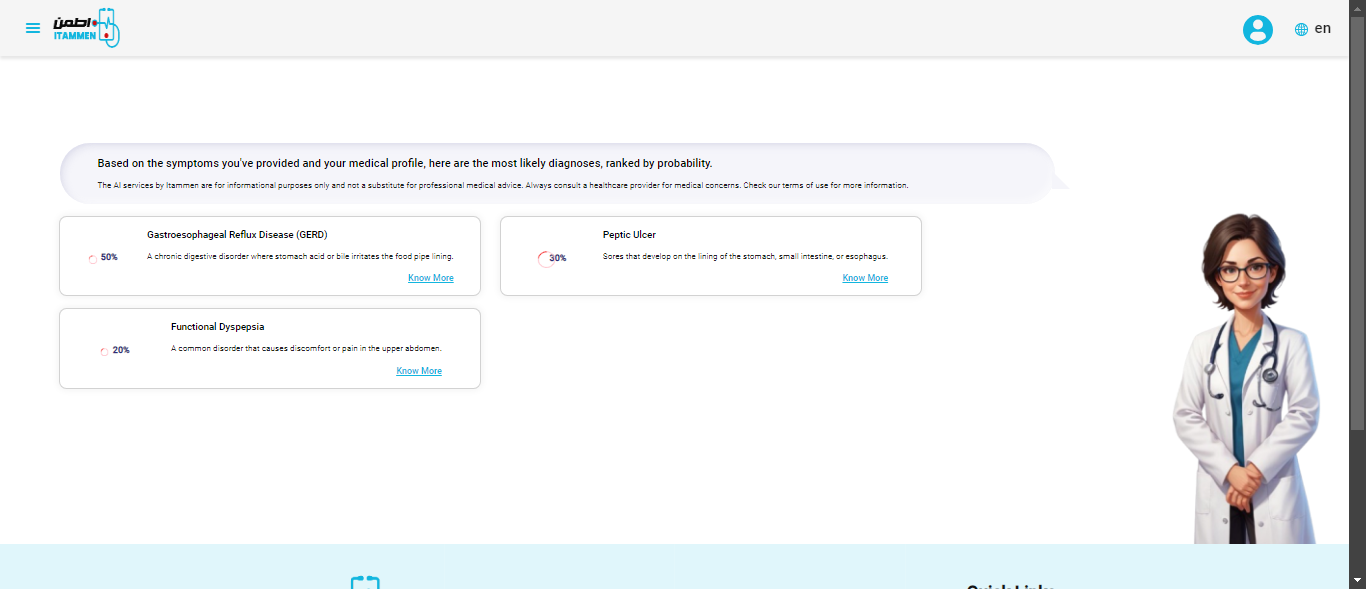 اطمن
ITAMMEN
en
Based on the symptoms you've provided and your medical profile, here are the most likely diagnoses, ranked by probability.
The AI services by Itammen are for informational purposes only and not a substitute for professional medical advice. Always consult a healthcare provider for medical concerns. Check our terms of use for more information.
Gastroesophageal Reflux Disease (GERD)
50%
A chronic digestive disorder where stomach acid or bile irritates the food pipe lining.
Know More
Peptic Ulcer
30%
Sores that develop on the lining of the stomach, small intestine, or esophagus.
Know More
Functional Dyspepsia
20%
A common disorder that causes discomfort or pain in the upper abdomen.
Know More
Quick Links